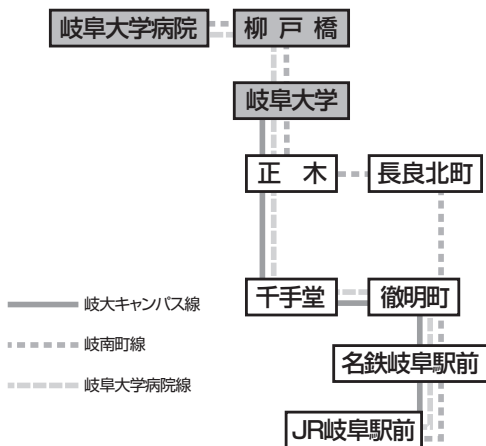 岐阜大学病院 柳戸橋
岐阜大学
正木 長良北町
千手堂 徹明町
岐大キャンパス線
岐南町線
岐阜大学病院線
名鉄岐阜駅前
JR岐阜駅前